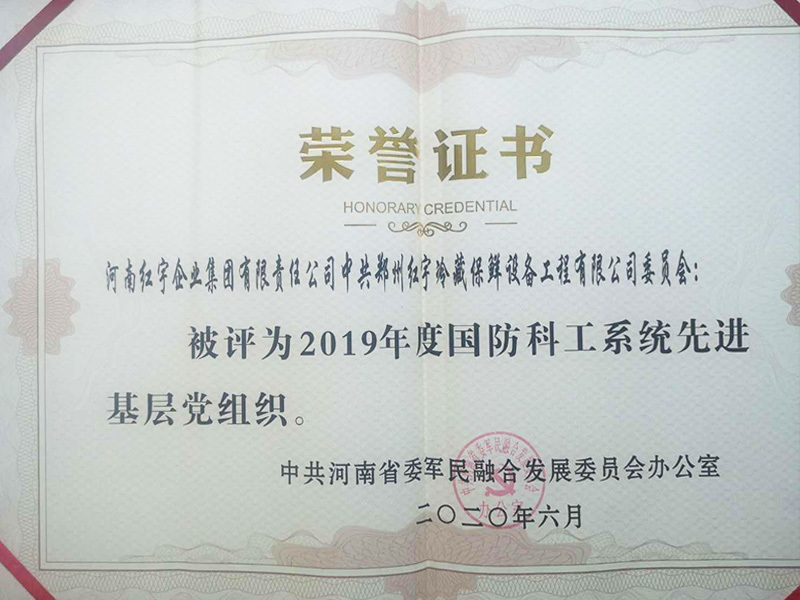 荣誉证书
HONORARY CREDENTIAL
河南红宇企业集团有限责任公司中共郑州红宇冷藏保鲜设备工程有限公司委员会：
被评为2019年度国防科工系统先进
基层党组织。
中共河南省委军民融合发展委员会办公室
二〇二〇年六月
办公室